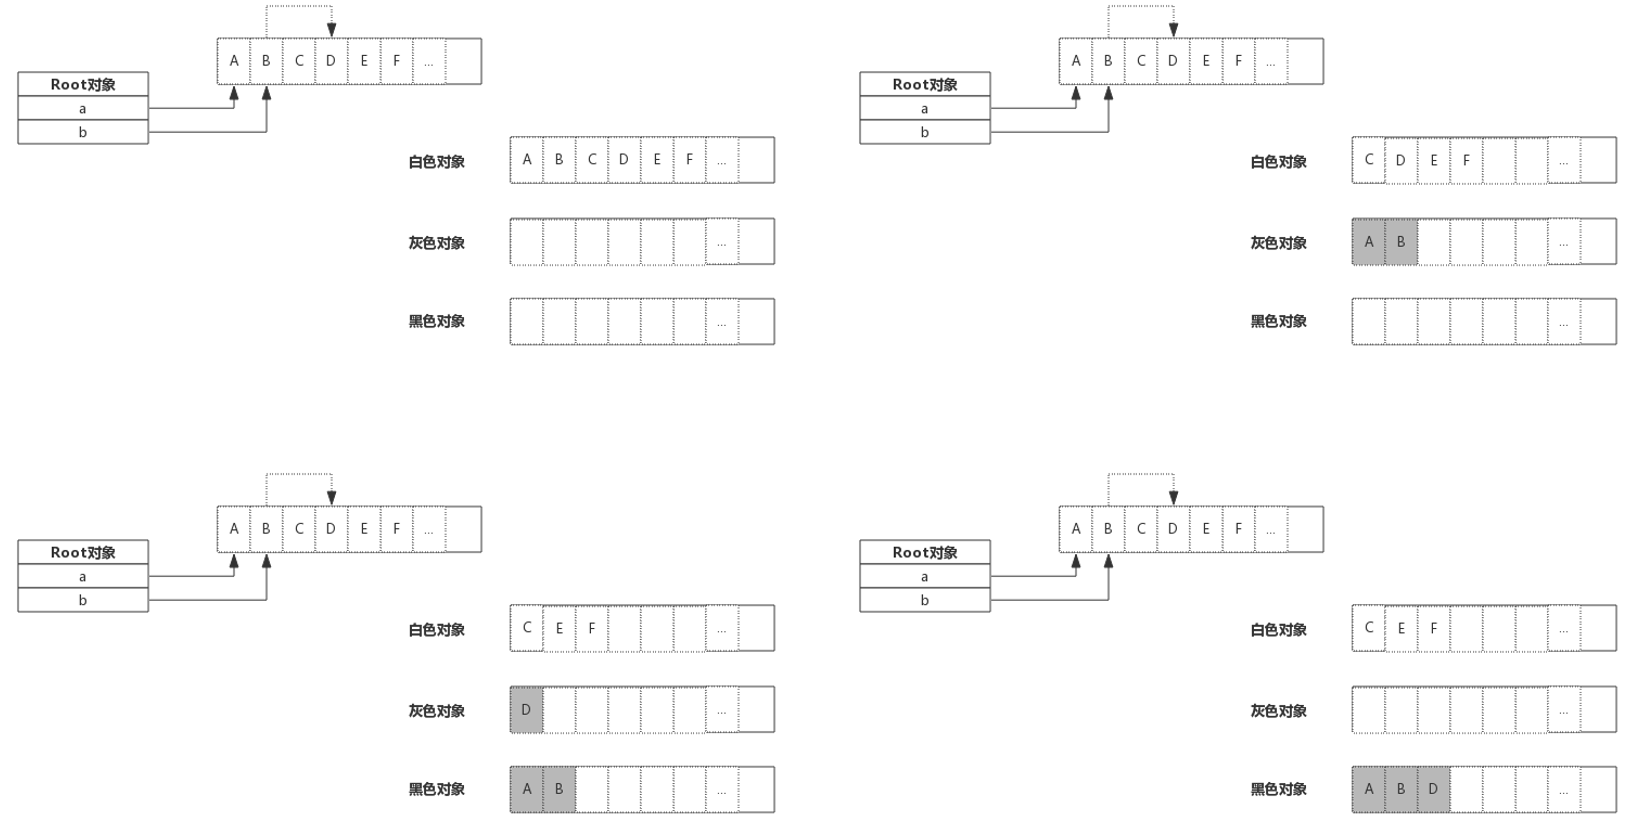 A B C D E F ...
Root对象
a
b
白色对象 A B C D E F ...
灰色对象 ...
黑色对象 ...
A B C D E F ...
Root对象
a
b
白色对象 C D E F ...
灰色对象 A B ...
黑色对象 ...
A B C D E F ...
Root对象
a
b
白色对象 C E F ...
灰色对象 D ...
黑色对象 A B ...
A B C D E F ...
Root对象
a
b
白色对象 C E F ...
灰色对象 ...
黑色对象 A B D ...